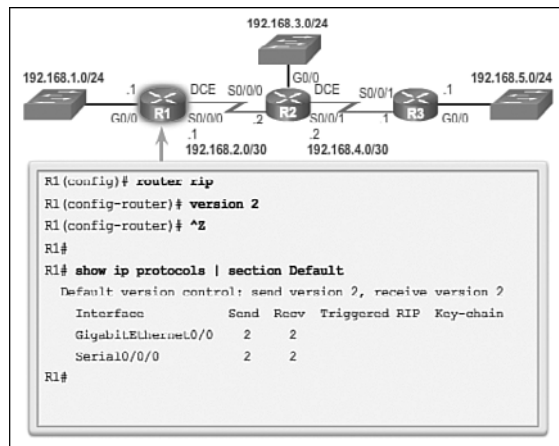 192.168.3.0/24
G0/0
192.168.1.0/24
192.168.5.0/24
.1 DCE S0/0/0 DCE S0/0/1 .1
R1 R2 R3
G0/0 S0/0/0 .2 S0/0/1 .1 G0/0
.1 .2
192.168.2.0/30 192.168.4.0/30
R1(config)# router rip
R1(config-router)# version 2
R1(config-router)# ^Z
R1#
R1# show ip protocols | section Default
Default version control: send version 2, receive version 2
Interface Send Recv Triggered RIP Key-chain
GigabitEthernet0/0 2 2
Serial0/0/0 2 2
R1#